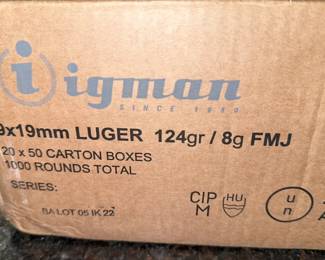 igman
SINCE 1950
9x19mm LUGER 124gr / 8g FMJ
20 x 50 CARTON BOXES
1000 ROUNDS TOTAL
SERIES:
CIP HU
M
u
n
BA LOT 05 IK 22